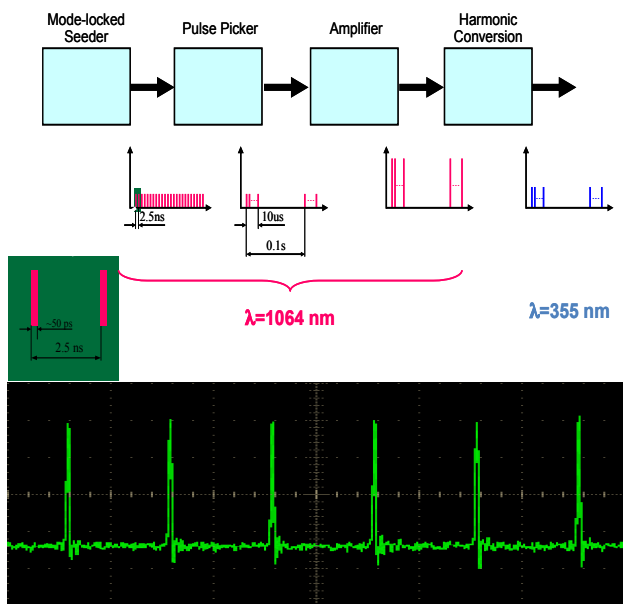 Mode-locked
Seeder
Pulse Picker
Amplifier
Harmonic
Conversion
2.5ns
10us
0.1s
~50 ps
2.5 ns
λ=1064 nm
λ=355 nm